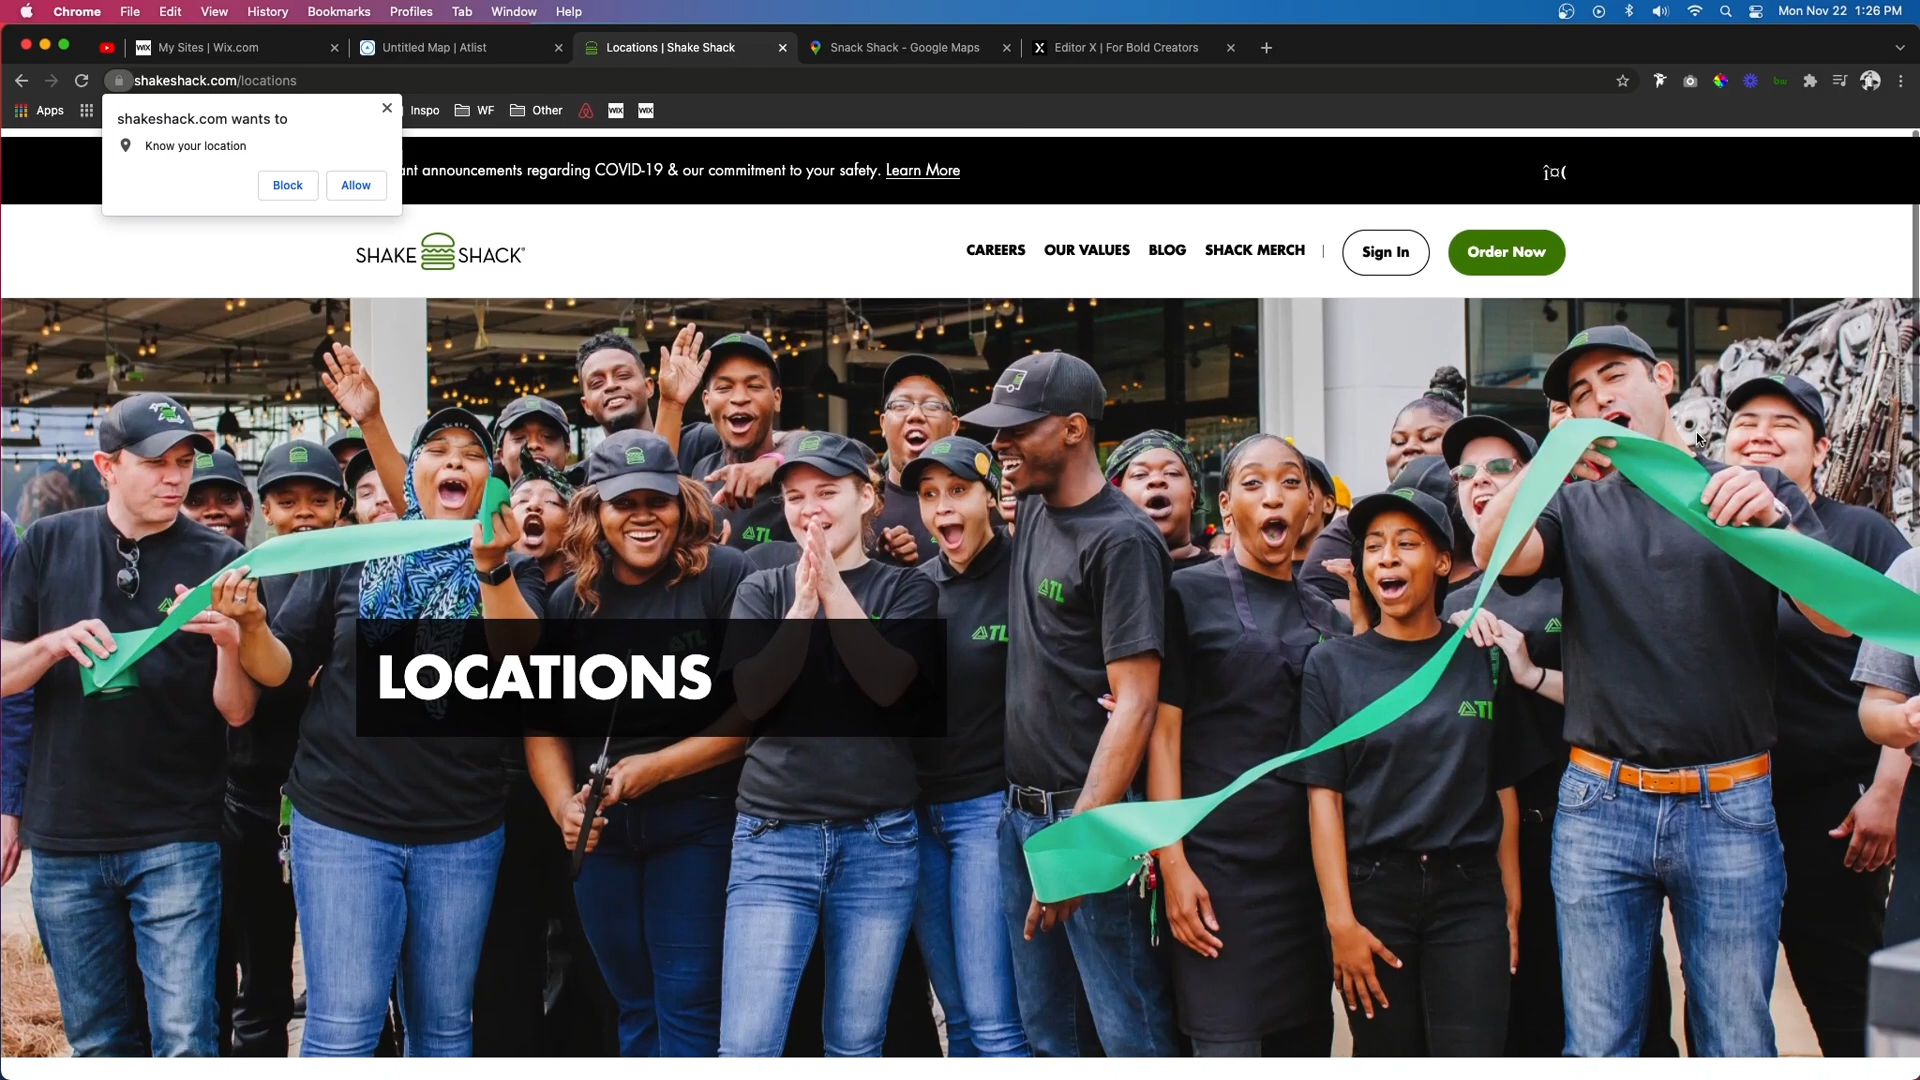 Chrome File Edit View History Bookmarks Profiles Tab Window Help Mon Nov 22 1:26 PM
WIX My Sites | Wix.com Untitled Map | Atlist Locations | Shake Shack Snack Shack - Google Maps X Editor X | For Bold Creators
shakeshack.com/locations
Apps Inspo WF Other WIX WIX
shakeshack.com wants to
Know your location
Block Allow
ant announcements regarding COVID-19 & our commitment to your safety. Learn More î¤(
SHAKE SHACK CAREERS OUR VALUES BLOG SHACK MERCH | Sign In Order Now
ATL
ATL
ATL
ATL
LOCATIONS